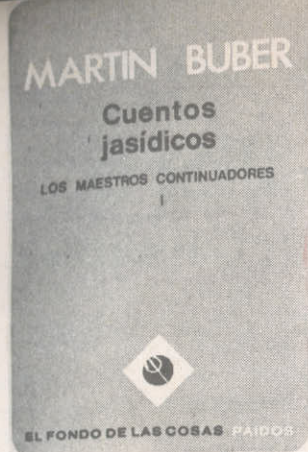 MARTIN BUBER
Cuentos
jasídicos
LOS MAESTROS CONTINUADORES
I
EL FONDO DE LAS COSAS PAIDOS